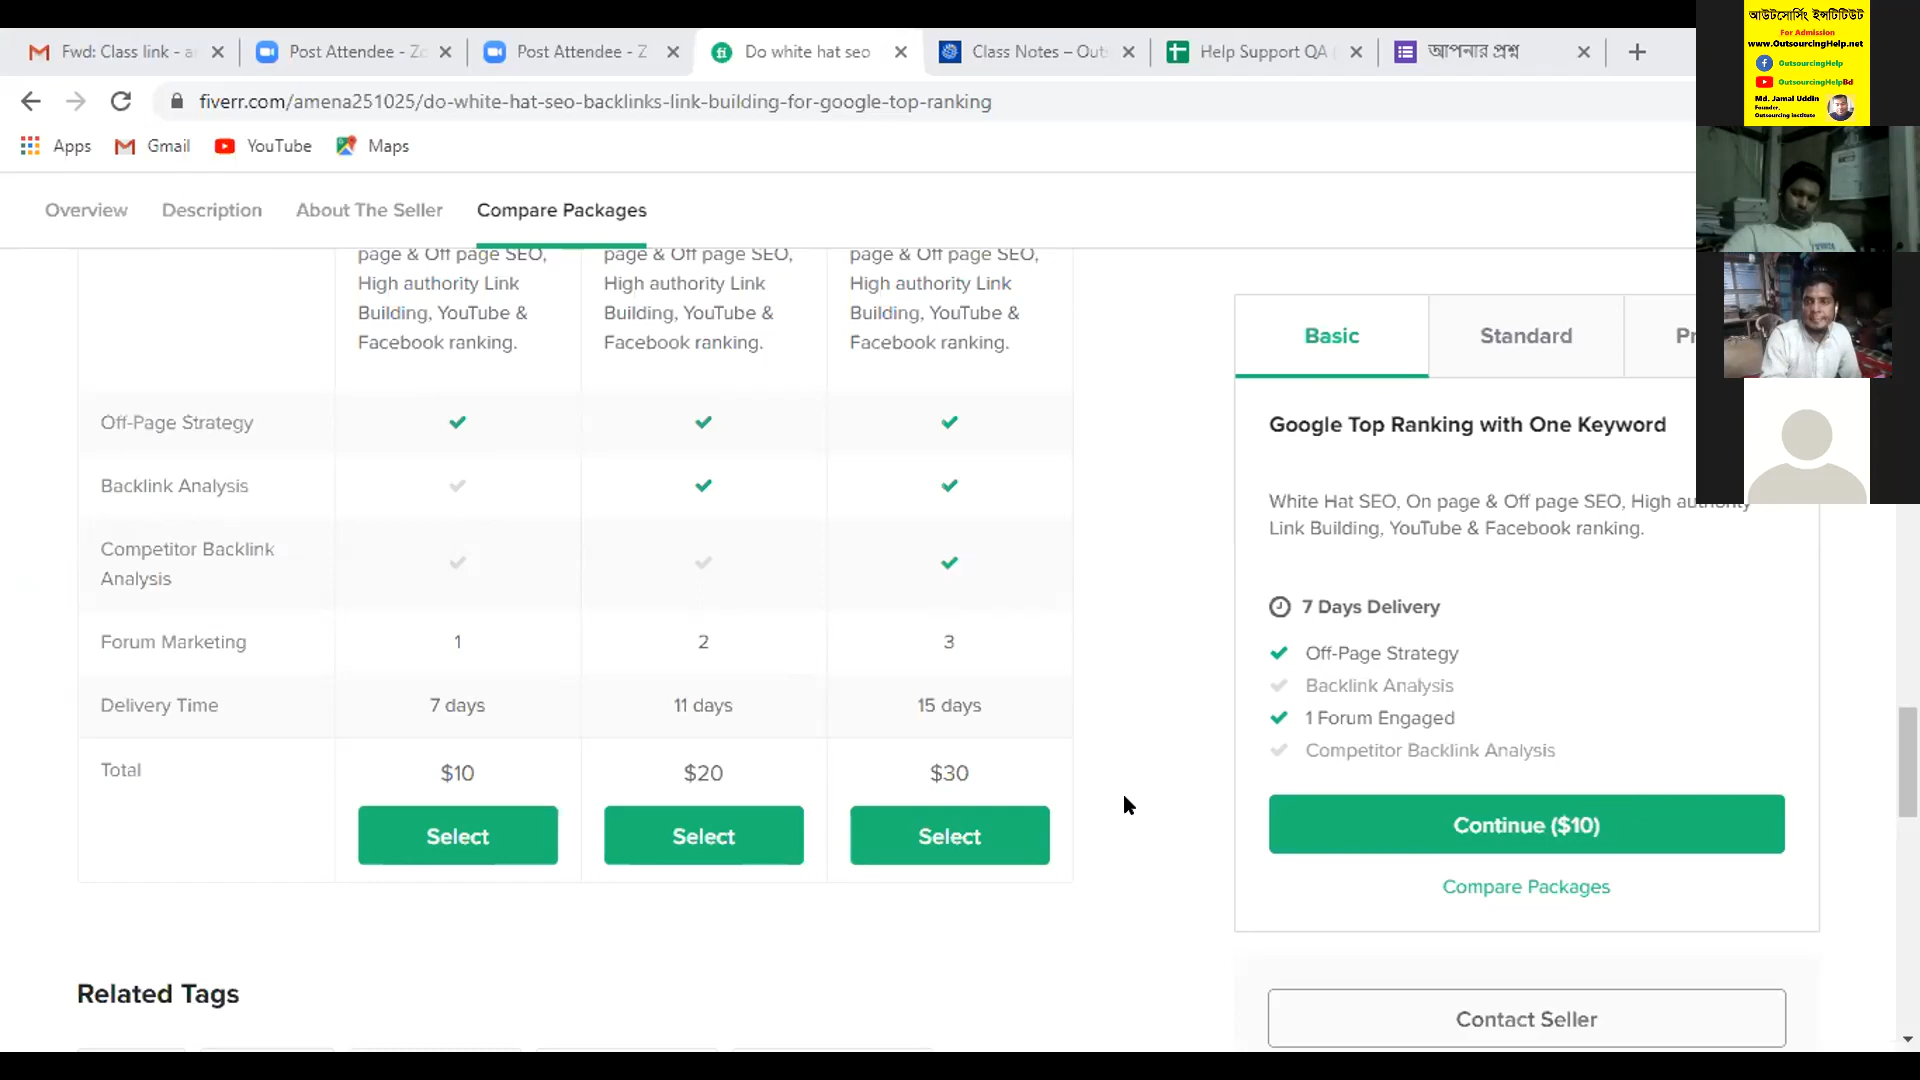 Fwd: Class link - a
Post Attendee - Zo
Post Attendee - Z
Do white hat seo
Class Notes – Outs
Help Support QA
আপনার প্রশ্ন
fiverr.com/amena251025/do-white-hat-seo-backlinks-link-building-for-google-top-ranking
Apps
Gmail
YouTube
Maps
Overview
Description
About The Seller
Compare Packages
page & Off page SEO,
High authority Link
Building, YouTube &
Facebook ranking.
page & Off page SEO,
High authority Link
Building, YouTube &
Facebook ranking.
page & Off page SEO,
High authority Link
Building, YouTube &
Facebook ranking.
Off-Page Strategy
Backlink Analysis
Competitor Backlink
Analysis
Forum Marketing 1 2 3
Delivery Time 7 days 11 days 15 days
Total $10 $20 $30
Select Select Select
Related Tags
Basic Standard Pr
Google Top Ranking with One Keyword
White Hat SEO, On page & Off page SEO, High authority
Link Building, YouTube & Facebook ranking.
7 Days Delivery
Off-Page Strategy
Backlink Analysis
1 Forum Engaged
Competitor Backlink Analysis
Continue ($10)
Compare Packages
Contact Seller
আউটসোর্সিং ইন্সটিটিউট
For Admission
www.OutsourcingHelp.net
OutsourcingHelp
OutsourcingHelpBd
Md. Jamal Uddin
Founder,
Outsourcing Institute